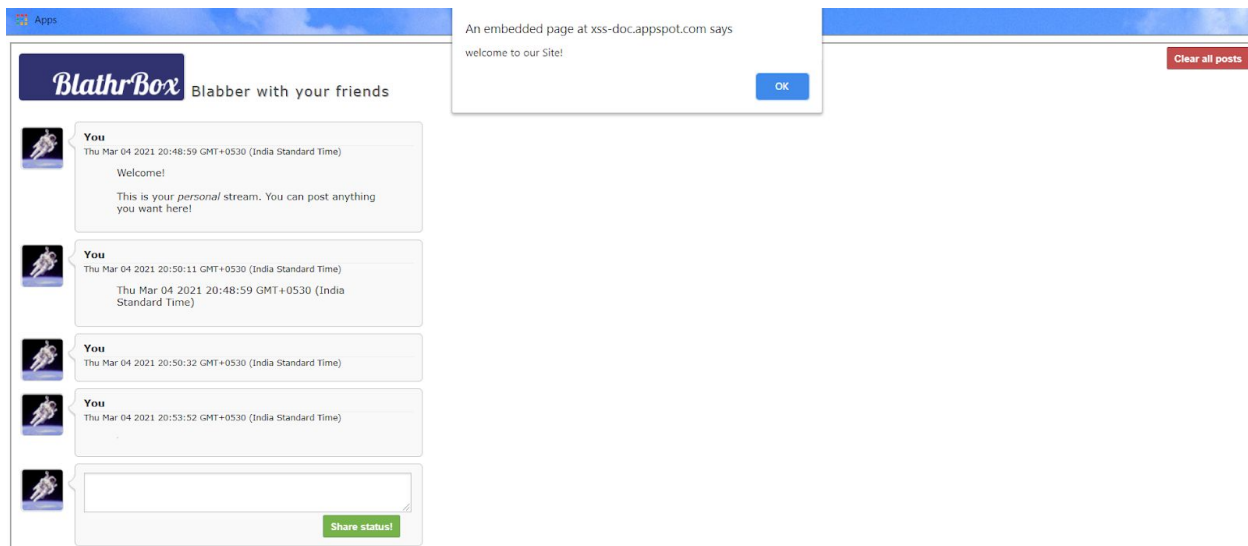 Apps
An embedded page at xss-doc.appspot.com says
welcome to our Site!
OK
Clear all posts
BlathrBox
Blabber with your friends
You
Thu Mar 04 2021 20:48:59 GMT+0530 (India Standard Time)
Welcome!
This is your personal stream. You can post anything
you want here!
You
Thu Mar 04 2021 20:50:11 GMT+0530 (India Standard Time)
Thu Mar 04 2021 20:48:59 GMT+0530 (India
Standard Time)
You
Thu Mar 04 2021 20:50:32 GMT+0530 (India Standard Time)
You
Thu Mar 04 2021 20:53:52 GMT+0530 (India Standard Time)
.
Share status!